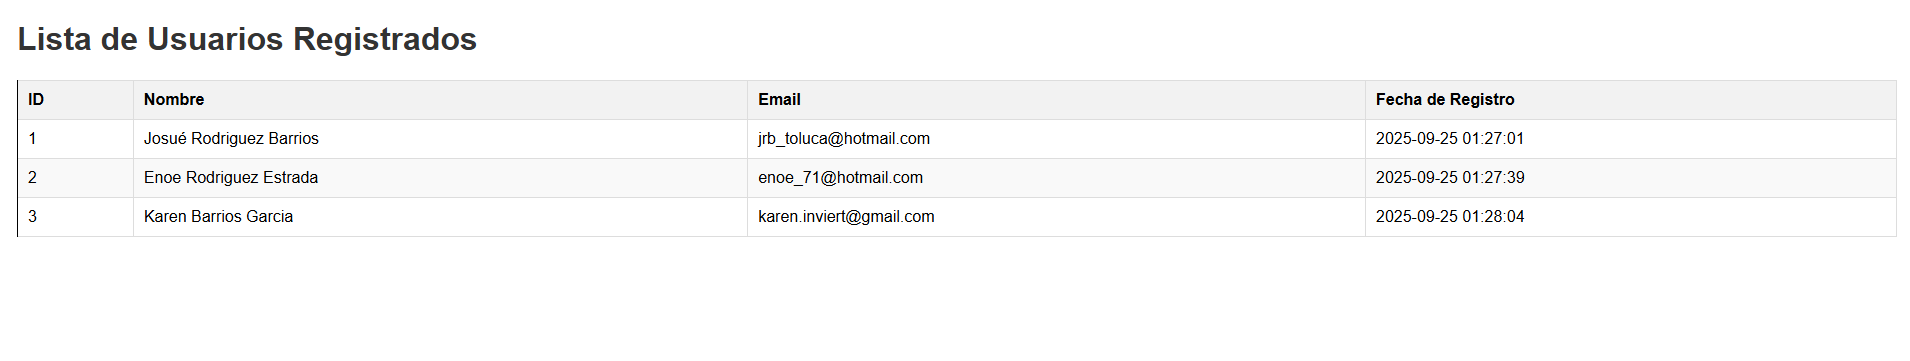 Lista de Usuarios Registrados
ID Nombre Email Fecha de Registro
1 Josué Rodriguez Barrios jrb_toluca@hotmail.com 2025-09-25 01:27:01
2 Enoe Rodriguez Estrada enoe_71@hotmail.com 2025-09-25 01:27:39
3 Karen Barrios Garcia karen.inviert@gmail.com 2025-09-25 01:28:04